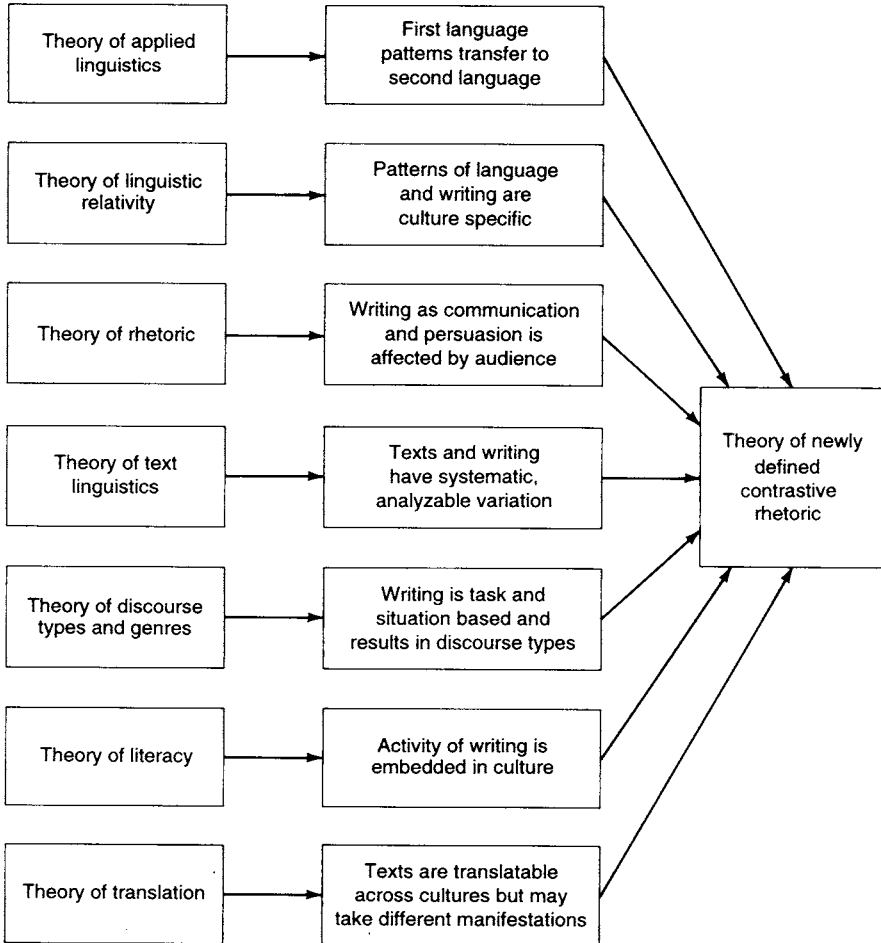 Theory of applied
linguistics
First language
patterns transfer to
second language
Theory of linguistic
relativity
Patterns of language
and writing are
culture specific
Theory of rhetoric
Writing as communication
and persuasion is
affected by audience
Theory of text
linguistics
Texts and writing
have systematic,
analyzable variation
Theory of newly
defined
contrastive
rhetoric
Theory of discourse
types and genres
Writing is task and
situation based and
results in discourse types
Theory of literacy
Activity of writing is
embedded in culture
Theory of translation
Texts are translatable
across cultures but may
take different manifestations